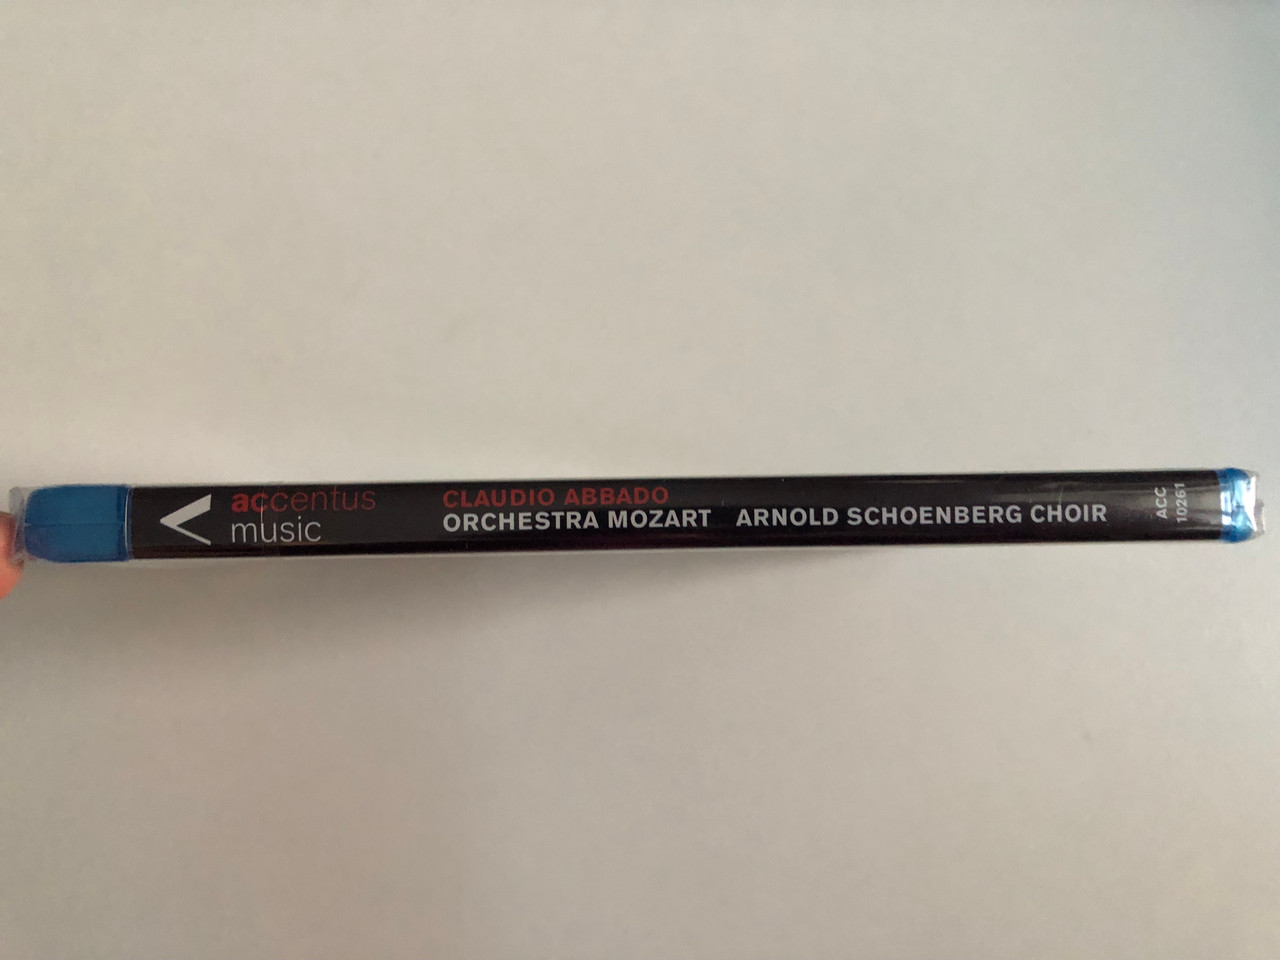 accentus
music
CLAUDIO ABBADO
ORCHESTRA MOZART ARNOLD SCHOENBERG CHOIR
ACC
10261